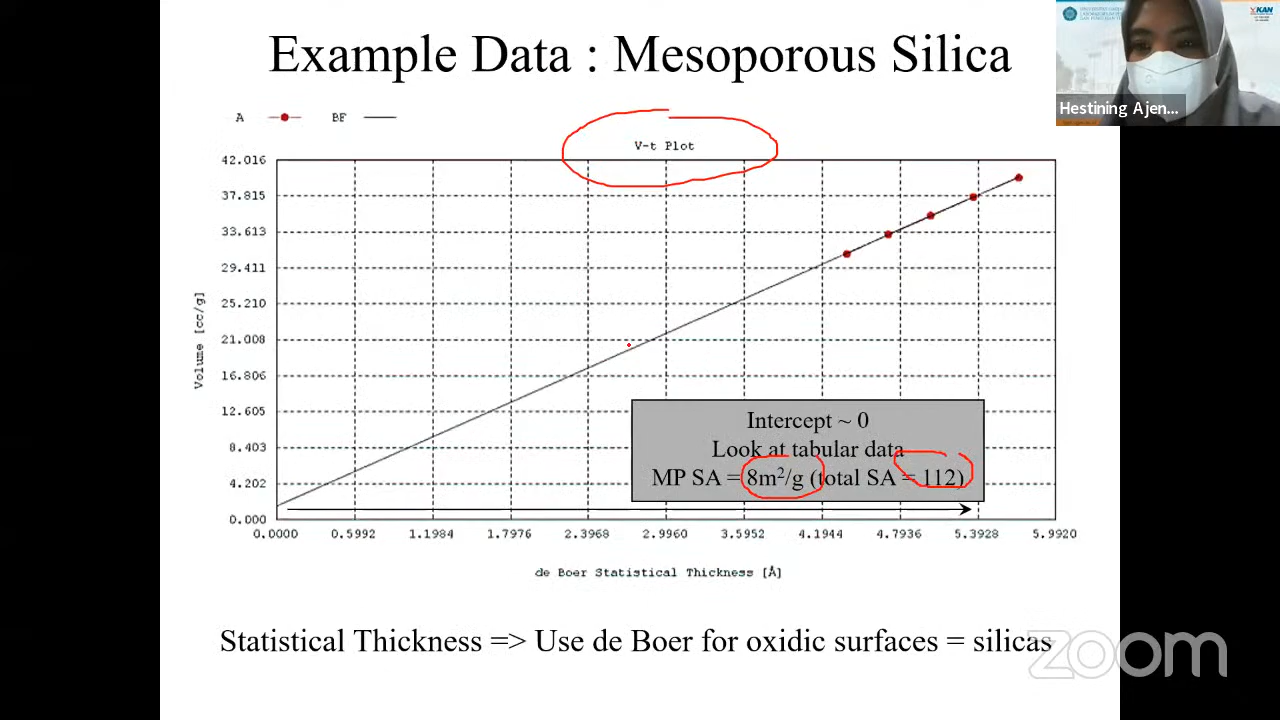 Example Data : Mesoporous Silica
KAN
Hestining Ajen...
A BF
V-t Plot
42.016
37.815
33.613
29.411
25.210
21.008
16.806
12.605
8.403
4.202
0.000
Volume [cc/g]
Intercept ~ 0
Look at tabular data
MP SA = 8m²/g (total SA = 112)
0.0000 0.5992 1.1984 1.7976 2.3968 2.9960 3.5952 4.1944 4.7936 5.3928 5.9920
de Boer Statistical Thickness [Å]
Statistical Thickness => Use de Boer for oxidic surfaces = silicas
zoom